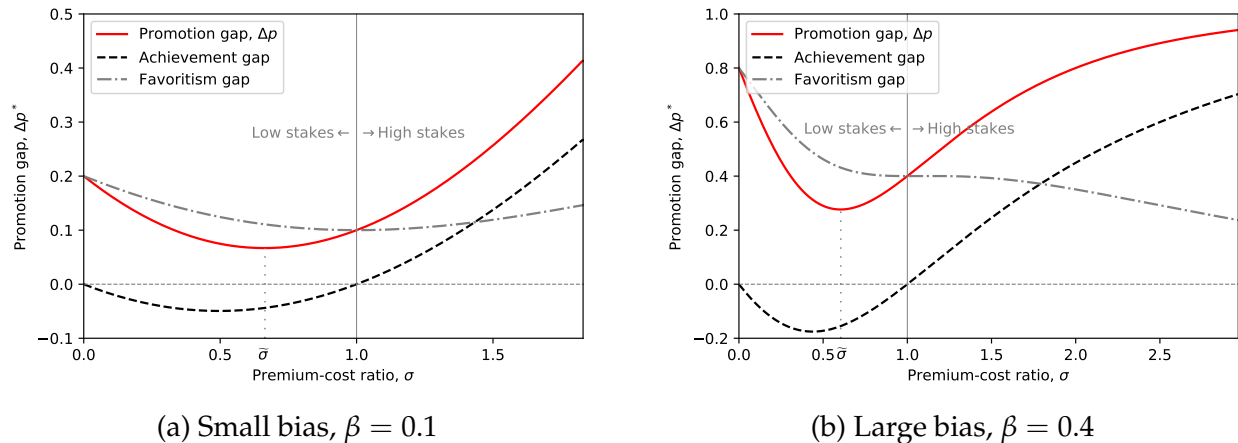 0.5
0.4
0.3
0.2
0.1
0.0
−0.1
Promotion gap, Δp*
Promotion gap, Δp
Achievement gap
Favoritism gap
Low stakes ← → High stakes
0.0 0.5 σ̃ 1.0 1.5
Premium-cost ratio, σ
(a) Small bias, β = 0.1
1.0
0.8
0.6
0.4
0.2
0.0
−0.2
Promotion gap, Δp*
Promotion gap, Δp
Achievement gap
Favoritism gap
Low stakes ← → High stakes
0.0 0.5 σ̃ 1.0 1.5 2.0 2.5
Premium-cost ratio, σ
(b) Large bias, β = 0.4